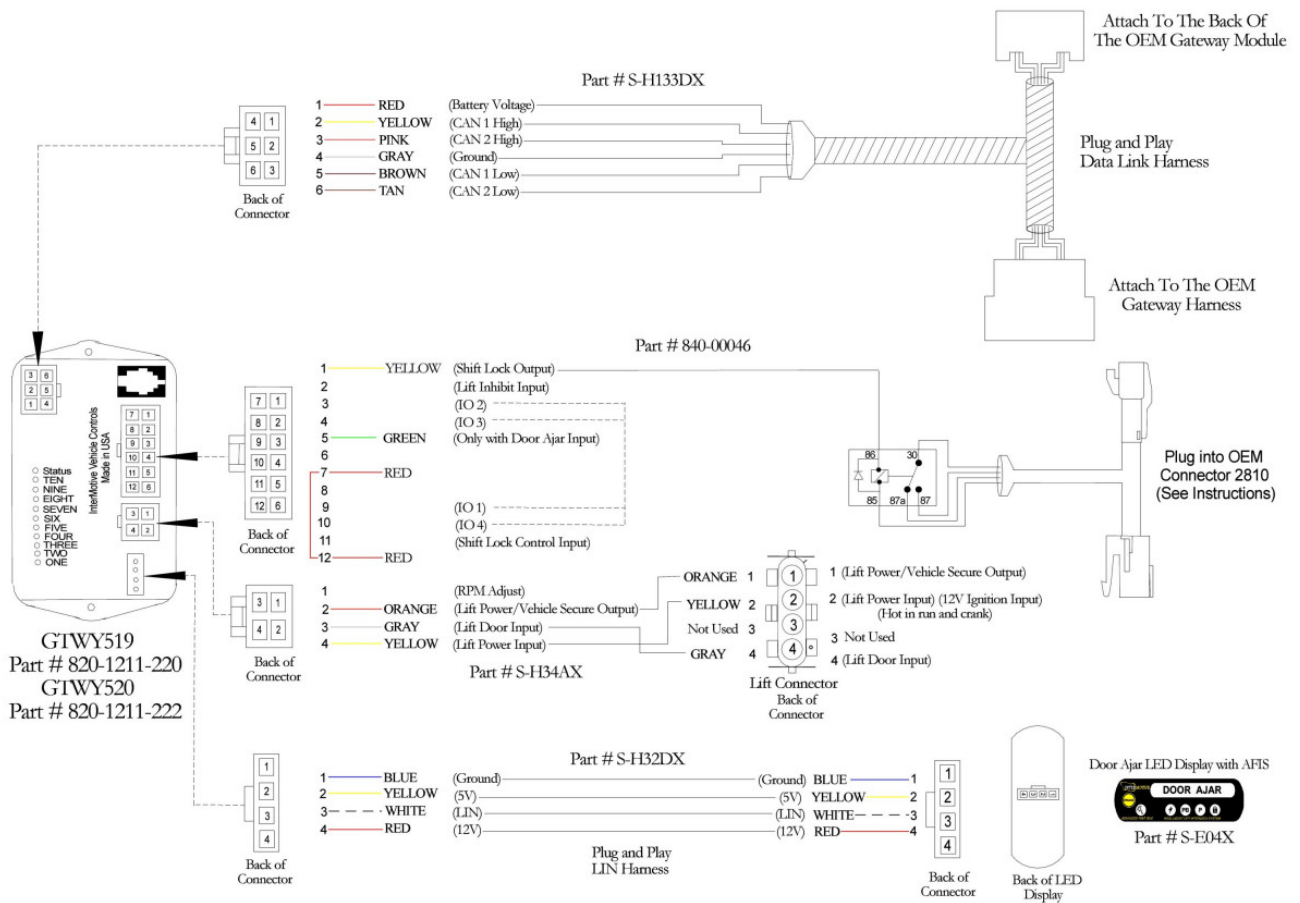 Attach To The Back Of
The OEM Gateway Module
Part # S-H133DX
1 RED (Battery Voltage)
2 YELLOW (CAN 1 High)
3 PINK (CAN 2 High)
4 GRAY (Ground)
5 BROWN (CAN 1 Low)
6 TAN (CAN 2 Low)
4 1
5 2
6 3
Back of
Connector
Plug and Play
Data Link Harness
Attach To The OEM
Gateway Harness
Part # 840-00046
1 YELLOW (Shift Lock Output)
2 (Lift Inhibit Input)
3 (IO 2)
4 (IO 3)
5 GREEN (Only with Door Ajar Input)
6
7 RED
8
9 (IO 1)
10 (IO 4)
11 (Shift Lock Control Input)
12 RED
7 1
8 2
9 3
10 4
11 5
12 6
Back of
Connector
86 30
85 87a 87
Plug into OEM
Connector 2810
(See Instructions)
3 6
2 5
1 4
7 1
8 2
9 3
10 4
11 5
12 6
3 1
4 2
InterMotive Vehicle Controls
Made in USA
Status
TEN
NINE
EIGHT
SEVEN
SIX
FIVE
FOUR
THREE
TWO
ONE
GTWY519
Part # 820-1211-220
GTWY520
Part # 820-1211-222
3 1
4 2
Back of
Connector
1 (RPM Adjust)
2 ORANGE (Lift Power/Vehicle Secure Output)
3 GRAY (Lift Door Input)
4 YELLOW (Lift Power Input)
Part # S-H34AX
ORANGE 1
YELLOW 2
Not Used 3
GRAY 4
1
2
3
4
1 (Lift Power/Vehicle Secure Output)
2 (Lift Power Input) (12V Ignition Input)
(Hot in run and crank)
3 Not Used
4 (Lift Door Input)
Lift Connector
Back of
Connector
Part # S-H32DX
1
2
3
4
Back of
Connector
1 BLUE (Ground) (Ground) BLUE 1
2 YELLOW (5V) (5V) YELLOW 2
3 WHITE (LIN) (LIN) WHITE 3
4 RED (12V) (12V) RED 4
Plug and Play
LIN Harness
1
2
3
4
Back of
Connector
Back of LED
Display
Door Ajar LED Display with AFIS
DOOR AJAR
Part # S-E04X